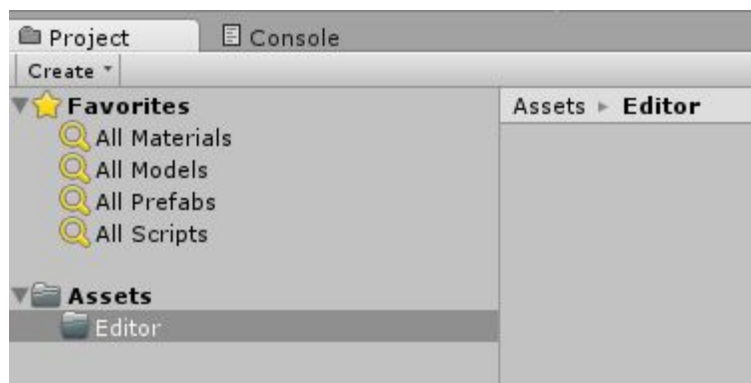 Project Console
Create
Favorites
All Materials
All Models
All Prefabs
All Scripts
Assets
Editor
Assets ▸ Editor